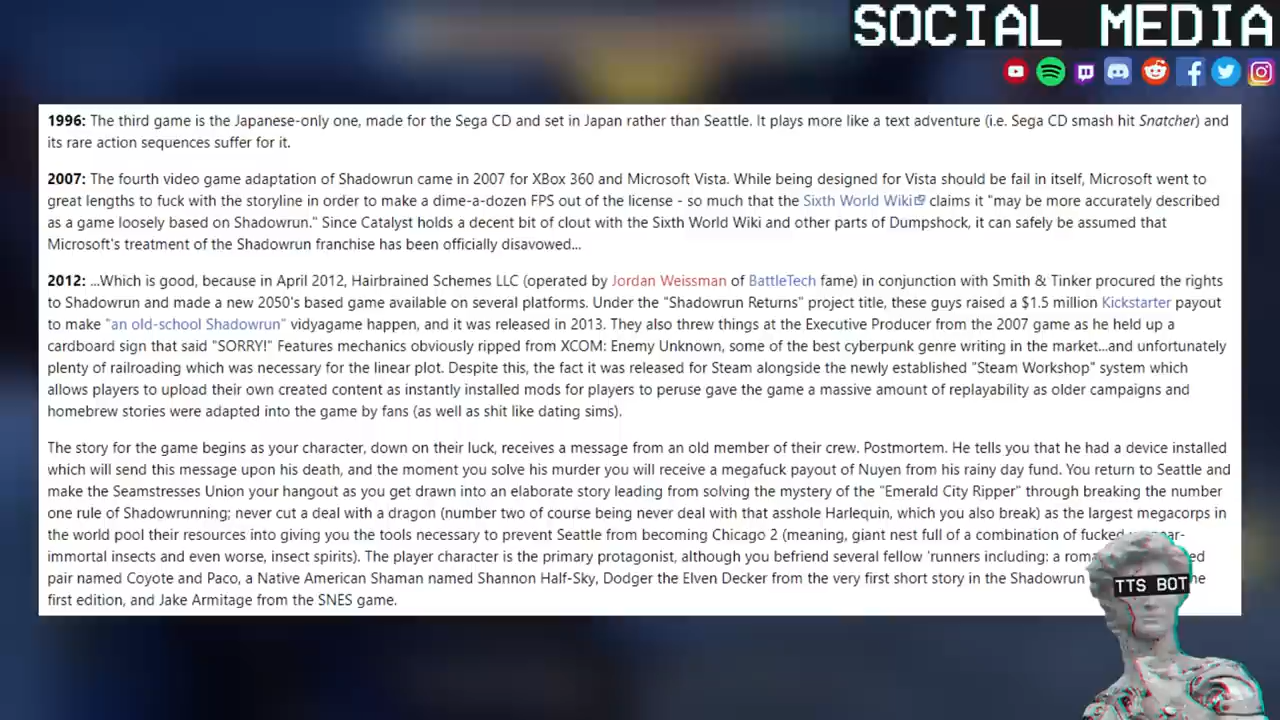 SOCIAL MEDIA
1996: The third game is the Japanese-only one, made for the Sega CD and set in Japan rather than Seattle. It plays more like a text adventure (i.e. Sega CD smash hit Snatcher) and
its rare action sequences suffer for it.
2007: The fourth video game adaptation of Shadowrun came in 2007 for XBox 360 and Microsoft Vista. While being designed for Vista should be fail in itself, Microsoft went to
great lengths to fuck with the storyline in order to make a dime-a-dozen FPS out of the license - so much that the Sixth World Wiki claims it "may be more accurately described
as a game loosely based on Shadowrun." Since Catalyst holds a decent bit of clout with the Sixth World Wiki and other parts of Dumpshock, it can safely be assumed that
Microsoft's treatment of the Shadowrun franchise has been officially disavowed...
2012: ...Which is good, because in April 2012, Hairbrained Schemes LLC (operated by Jordan Weissman of BattleTech fame) in conjunction with Smith & Tinker procured the rights
to Shadowrun and made a new 2050's based game available on several platforms. Under the "Shadowrun Returns" project title, these guys raised a $1.5 million Kickstarter payout
to make "an old-school Shadowrun" vidyagame happen, and it was released in 2013. They also threw things at the Executive Producer from the 2007 game as he held up a
cardboard sign that said "SORRY!" Features mechanics obviously ripped from XCOM: Enemy Unknown, some of the best cyberpunk genre writing in the market...and unfortunately
plenty of railroading which was necessary for the linear plot. Despite this, the fact it was released for Steam alongside the newly established "Steam Workshop" system which
allows players to upload their own created content as instantly installed mods for players to peruse gave the game a massive amount of replayability as older campaigns and
homebrew stories were adapted into the game by fans (as well as shit like dating sims).
The story for the game begins as your character, down on their luck, receives a message from an old member of their crew. Postmortem. He tells you that he had a device installed
which will send this message upon his death, and the moment you solve his murder you will receive a megafuck payout of Nuyen from his rainy day fund. You return to Seattle and
make the Seamstresses Union your hangout as you get drawn into an elaborate story leading from solving the mystery of the "Emerald City Ripper" through breaking the number
one rule of Shadowrunning; never cut a deal with a dragon (number two of course being never deal with that asshole Harlequin, which you also break) as the largest megacorps in
the world pool their resources into giving you the tools necessary to prevent Seattle from becoming Chicago 2 (meaning, giant nest full of a combination of fucked
immortal insects and even worse, insect spirits). The player character is the primary protagonist, although you befriend several fellow 'runners including: a
pair named Coyote and Paco, a Native American Shaman named Shannon Half-Sky, Dodger the Elven Decker from the very first short story in the Shadowrun
first edition, and Jake Armitage from the SNES game.
TTS BOT